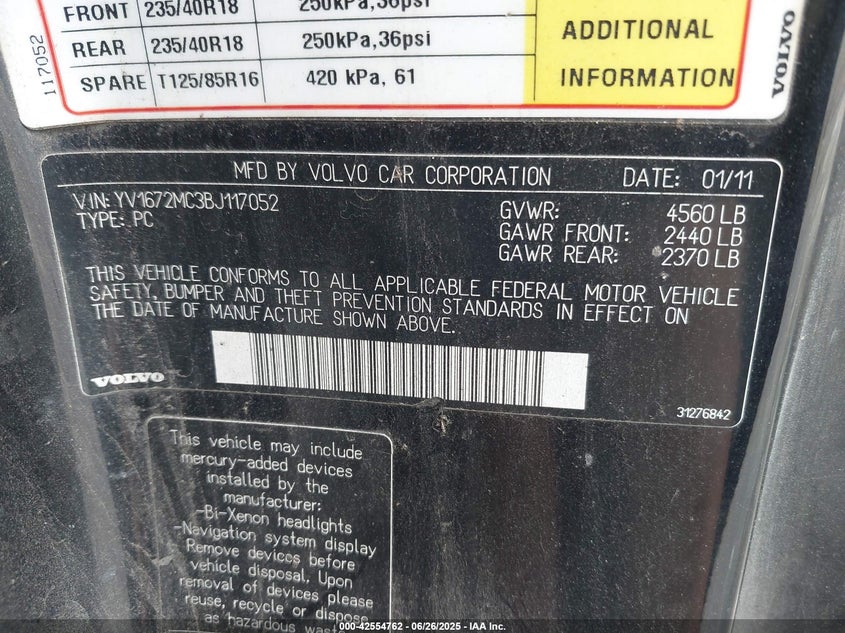 FRONT 235/40R18 250kPa,36psi
REAR 235/40R18 250kPa,36psi
SPARE T125/85R16 420 kPa, 61
ADDITIONAL
INFORMATION
117052
VOLVO
MFD BY VOLVO CAR CORPORATION DATE: 01/11
VIN: YV1672MC3BJ117052
TYPE: PC
GVWR: 4560 LB
GAWR FRONT: 2440 LB
GAWR REAR: 2370 LB
THIS VEHICLE CONFORMS TO ALL APPLICABLE FEDERAL MOTOR VEHICLE
SAFETY, BUMPER AND THEFT PREVENTION STANDARDS IN EFFECT ON
THE DATE OF MANUFACTURE SHOWN ABOVE.
VOLVO
31276842
This vehicle may include
mercury-added devices
installed by the
manufacturer:
-Bi-Xenon headlights
-Navigation system display
Remove devices before
vehicle disposal. Upon
removal of devices please
reuse, recycle or dispose
as hazardous waste
000-42554762 - 06/26/2025 - IAA Inc.